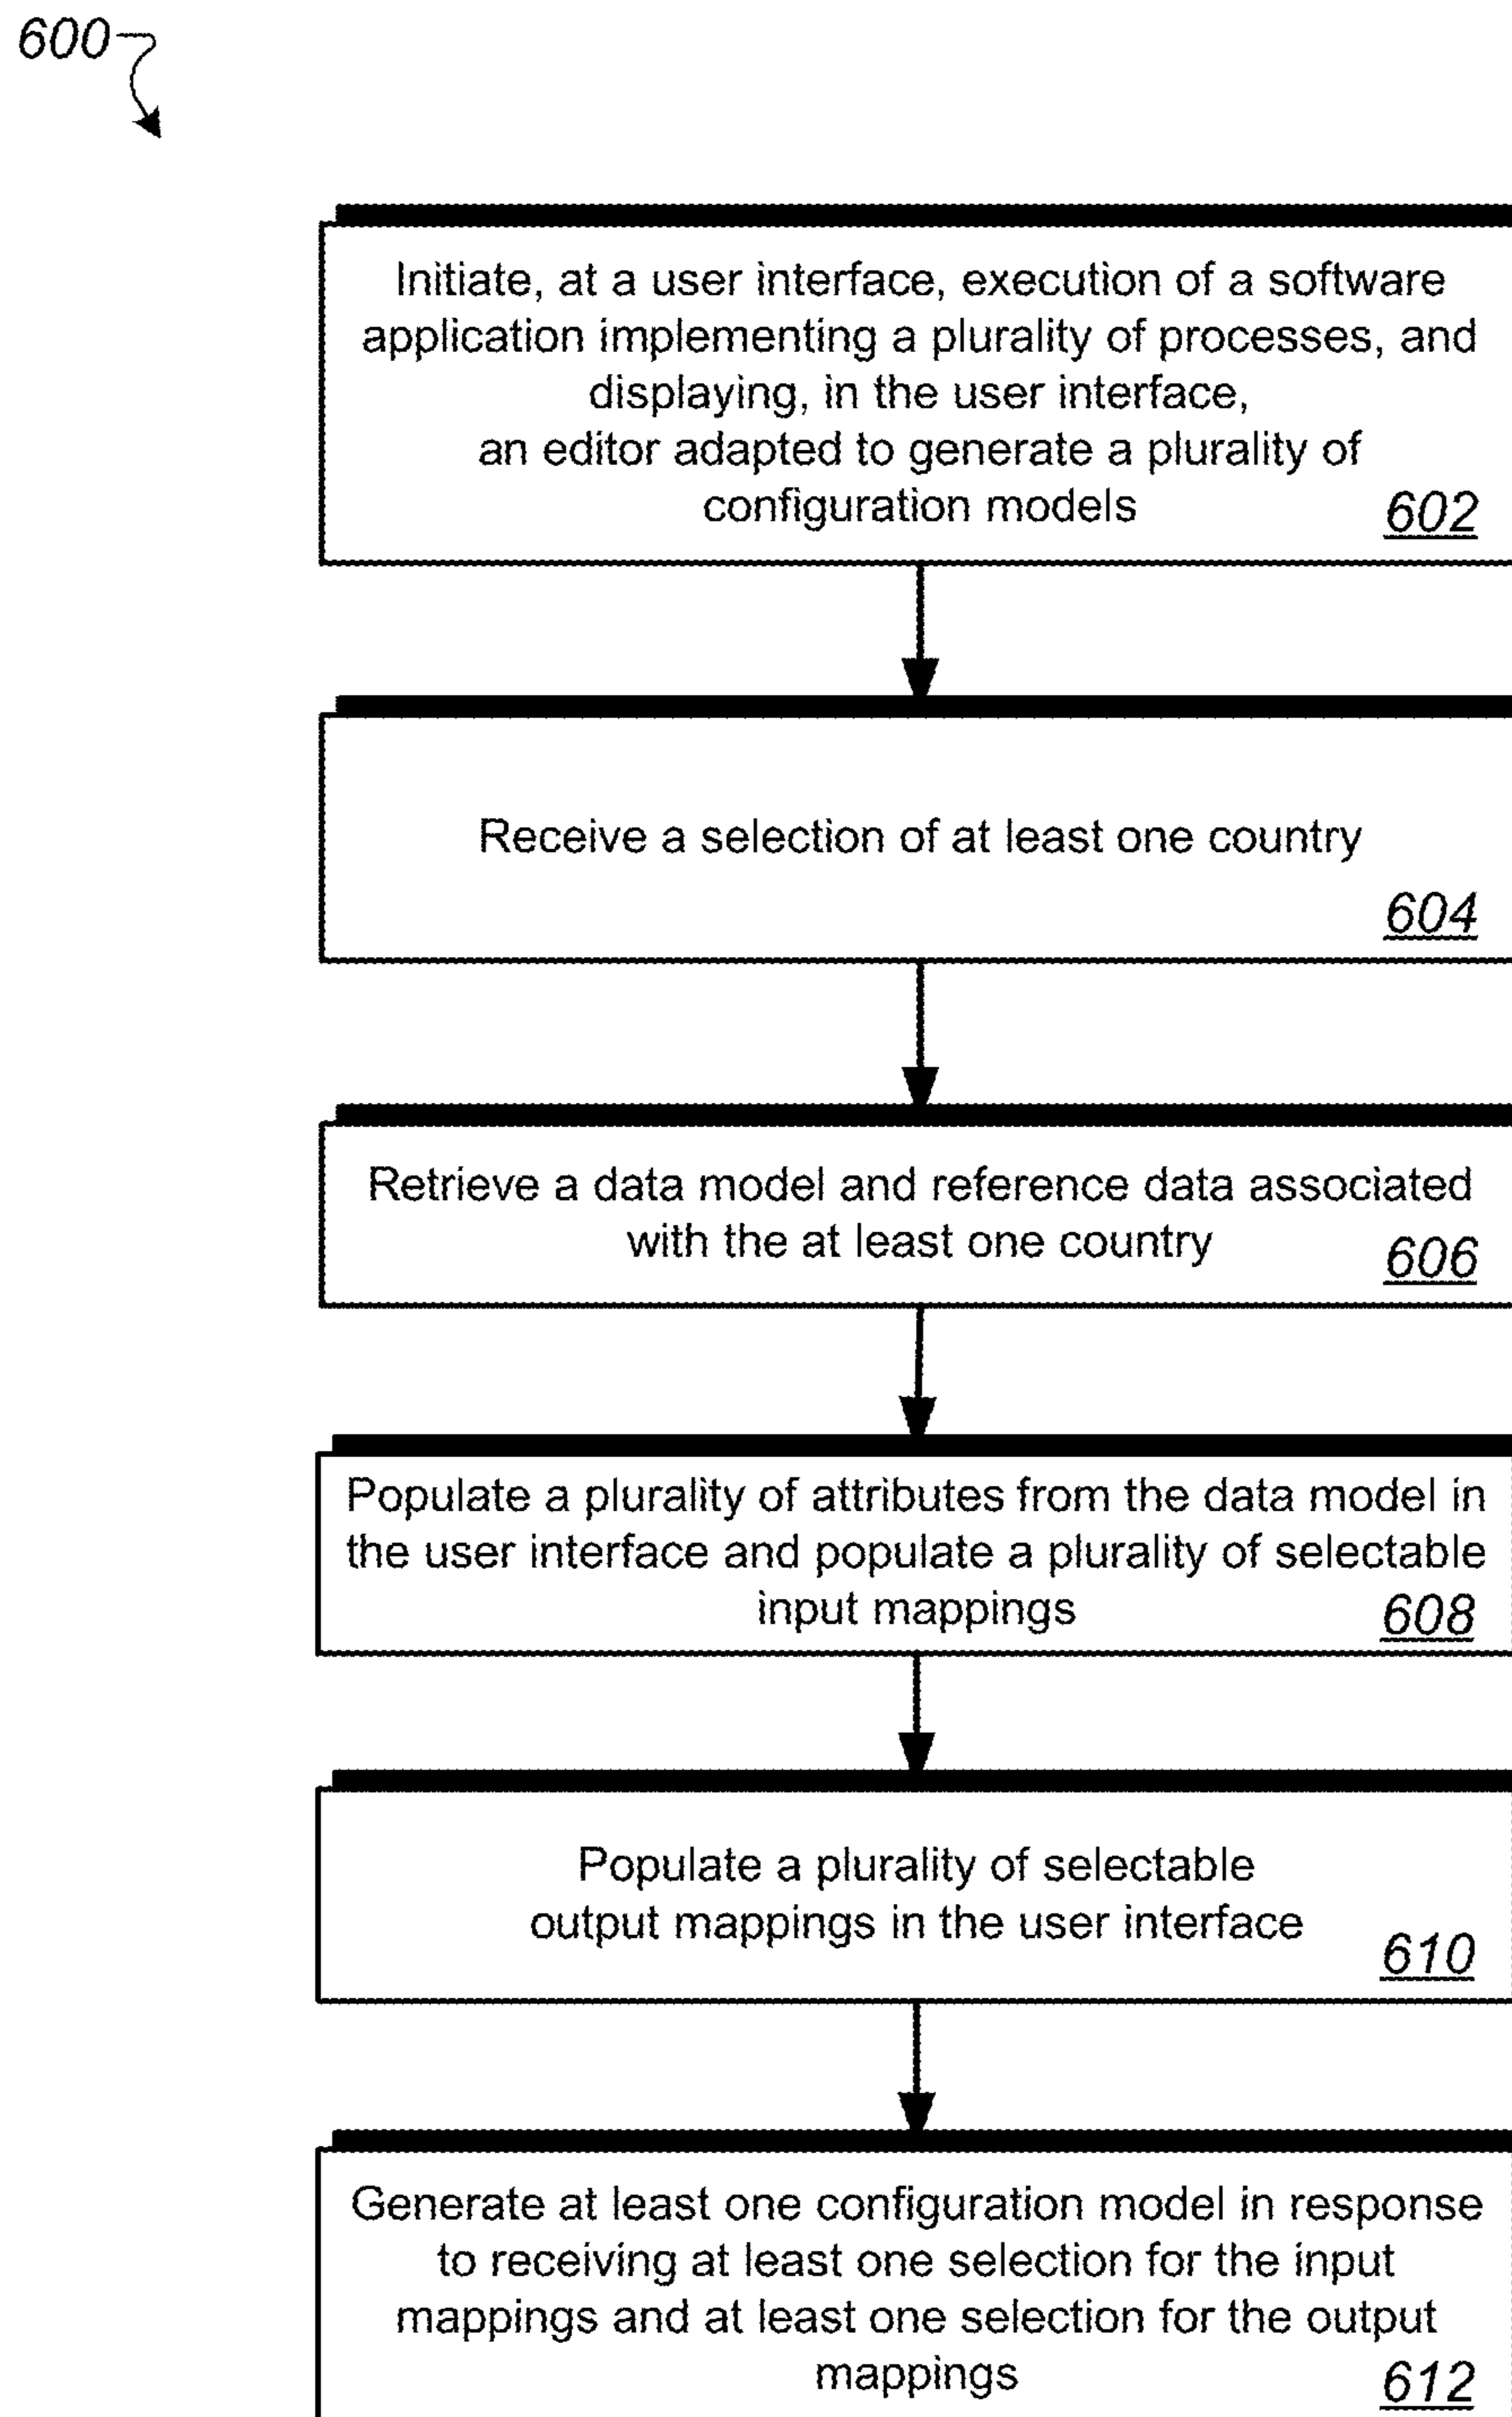 600
Initiate, at a user interface, execution of a software
application implementing a plurality of processes, and
displaying, in the user interface,
an editor adapted to generate a plurality of
configuration models
602
Receive a selection of at least one country
604
Retrieve a data model and reference data associated
with the at least one country
606
Populate a plurality of attributes from the data model in
the user interface and populate a plurality of selectable
input mappings
608
Populate a plurality of selectable
output mappings in the user interface
610
Generate at least one configuration model in response
to receiving at least one selection for the input
mappings and at least one selection for the output
mappings
612